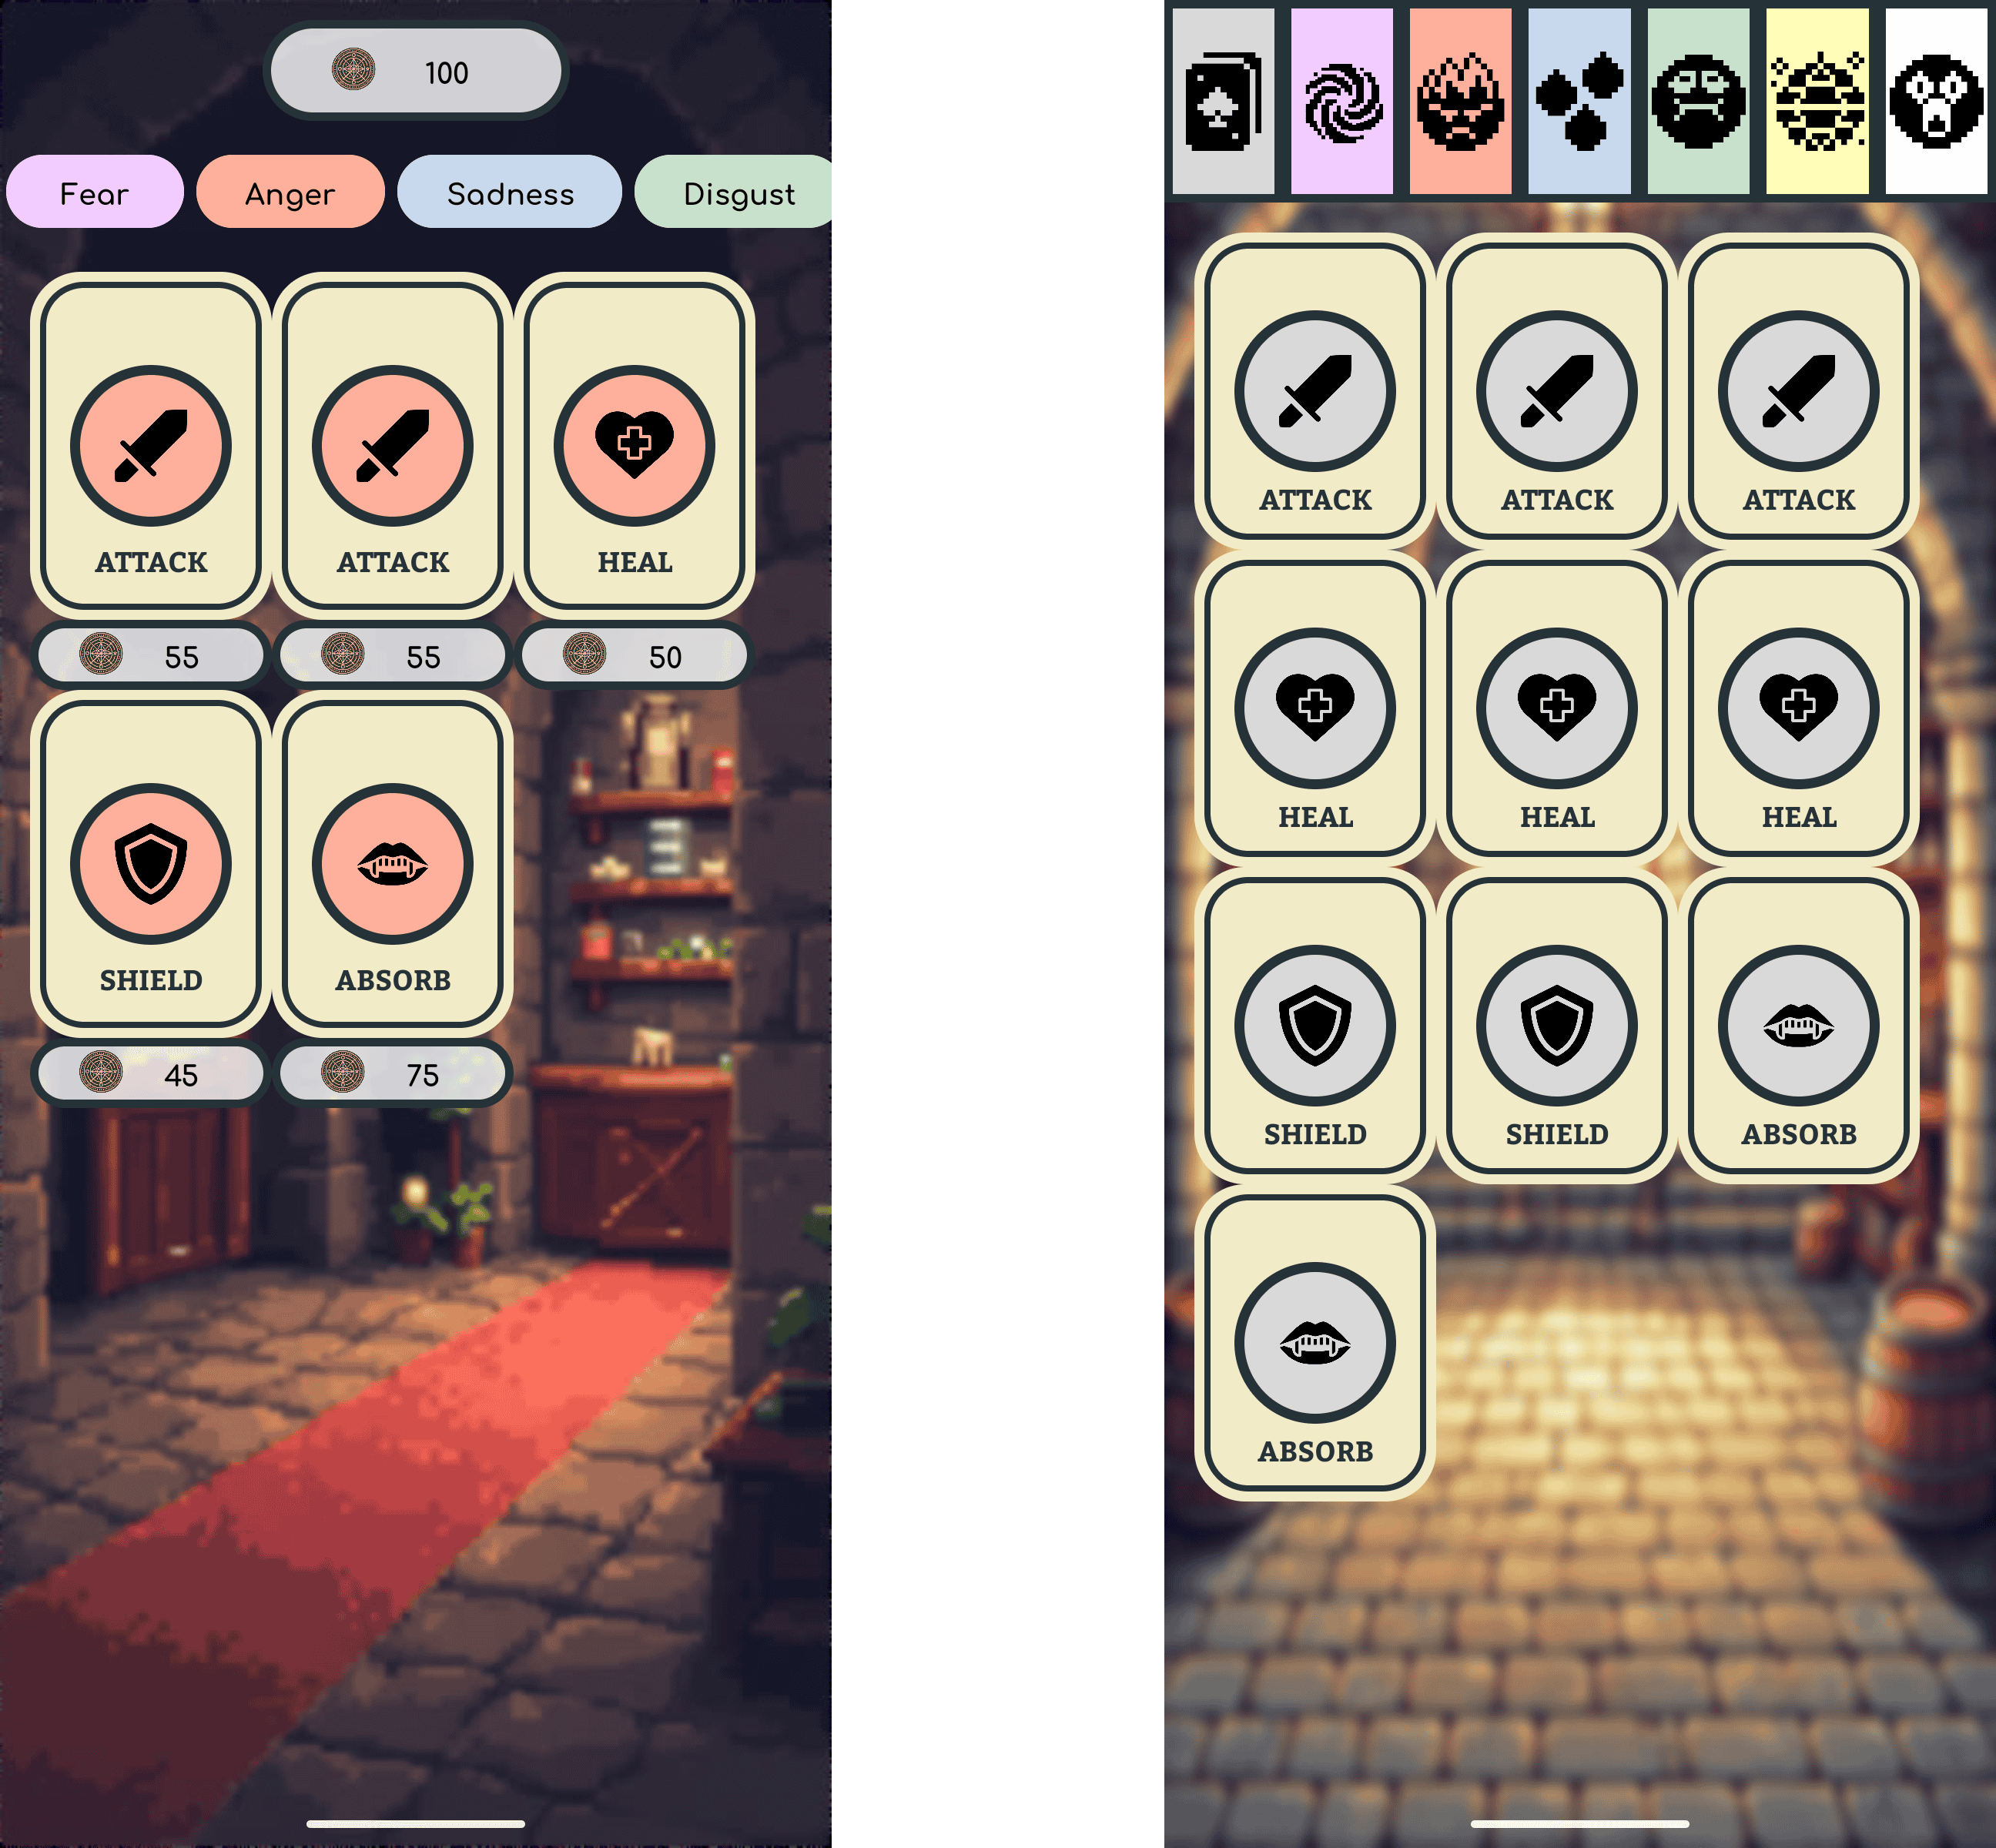 100
Fear Anger Sadness Disgust
ATTACK ATTACK HEAL
55 55 50
SHIELD ABSORB
45 75
ATTACK ATTACK ATTACK
HEAL HEAL HEAL
SHIELD SHIELD ABSORB
ABSORB